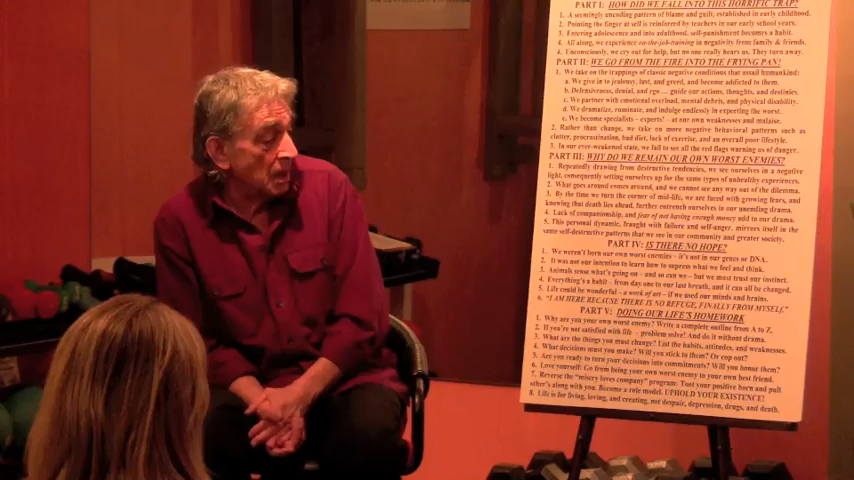 PART I: HOW DID WE FALL INTO THIS HORRIFIC TRAP?
1. A seemingly unending pattern of blame and guilt, established in early childhood.
2. Pointing the finger at self is reinforced by teachers in our early school years.
3. Entering adolescence and into adulthood, self-punishment becomes a habit.
4. All along, we experience on-the-job-training in negativity from family & friends.
5. Unconsciously, we cry out for help, but no one really hears us. They turn away.
PART II: WE GO FROM THE FIRE INTO THE FRYING PAN!
1. We take on the trappings of classic negative conditions that assail humankind:
a. We give in to jealousy, lust, and greed, and become addicted to them.
b. Defensiveness, denial, and ego… guide our actions, thoughts, and destinies.
c. We partner with emotional overload, mental debris, and physical disability.
d. We dramatize, ruminate, and indulge endlessly in expecting the worst.
e. We become specialists - experts! - at our own weaknesses and malaise.
2. Rather than change, we take on more negative behavioral patterns such as
clutter, procrastination, bad diet, lack of exercise, and an overall poor lifestyle.
3. In our ever-weakened state, we fail to see all the red flags warning us of danger.
PART III: WHY DO WE REMAIN OUR OWN WORST ENEMIES?
1. Repeatedly drawing from destructive tendencies, we see ourselves in a negative
light, consequently setting ourselves up for the same types of unhealthy experiences.
2. What goes around comes around, and we cannot see any way out of the dilemma.
3. By the time we turn the corner of mid-life, we are faced with growing fears, and
knowing that death lies ahead, further entrench ourselves in our unending drama.
4. Lack of companionship, and fear of not having enough money add to our drama.
5. This personal dynamic, fraught with failure and self-anger, mirrors itself in the
same self-destructive patterns that we see in our community and greater society.
PART IV: IS THERE NO HOPE?
1. We weren't born our own worst enemies - it's not in our genes or DNA.
2. It was not our intention to learn how to supress what we feel and think.
3. Animals sense what's going on - and so can we - but we must trust our instinct.
4. Everything's a habit - from day one to our last breath, and it can all be changed.
5. Life could be wonderful - a work of art - if we used our minds and brains.
6. "I AM HERE BECAUSE THERE IS NO REFUGE, FINALLY FROM MYSELF."
PART V: DOING OUR LIFE'S HOMEWORK
1. Why are you your own worst enemy? Write a complete outline from A to Z.
2. If you're not satisfied with life - problem solve! And do it without drama.
3. What are the things you must change? List the habits, attitudes, and weaknesses.
4. What decisions must you make? Will you stick to them? Or cop out?
5. Are you ready to turn your decisions into commitments? Will you honor them?
6. Love yourself: Go from being your own worst enemy to your own best friend.
7. Reverse the "misery loves company" program: Toot your positive horn and pull
other's along with you. Become a role model. UPHOLD YOUR EXISTENCE!
8. Life is for living, loving, and creating, not despair, depression, drugs, and death.